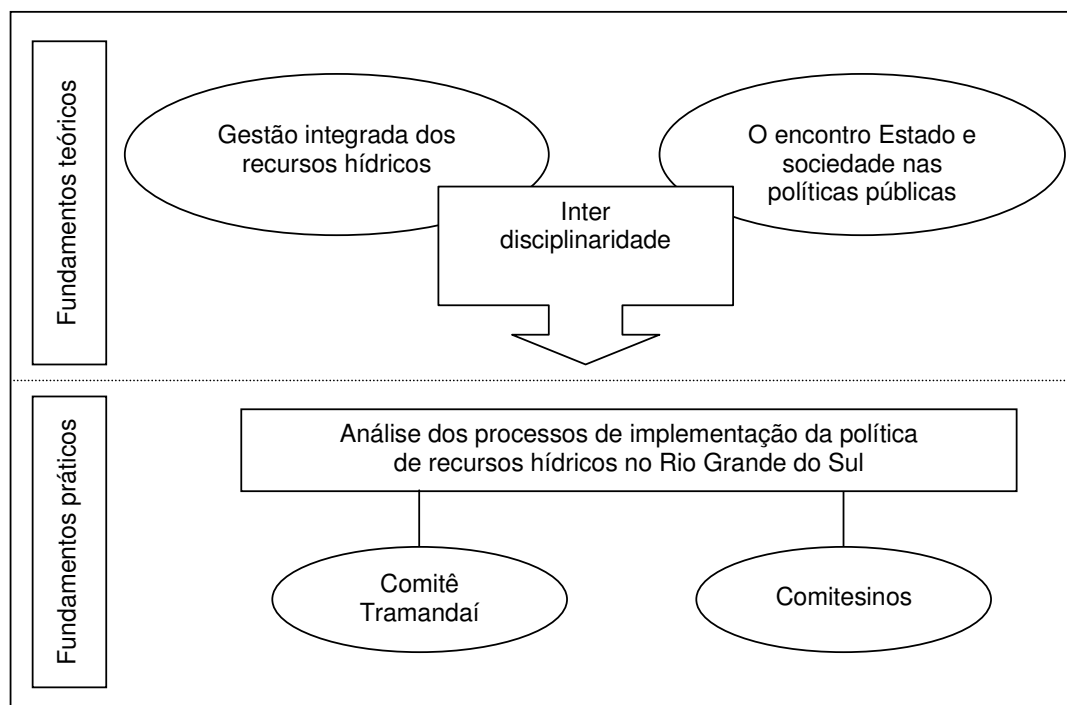 Fundamentos teóricos
Gestão integrada dos
recursos hídricos
O encontro Estado e
sociedade nas
políticas públicas
Inter
disciplinaridade
Fundamentos práticos
Análise dos processos de implementação da política
de recursos hídricos no Rio Grande do Sul
Comitê
Tramandaí
Comitesinos